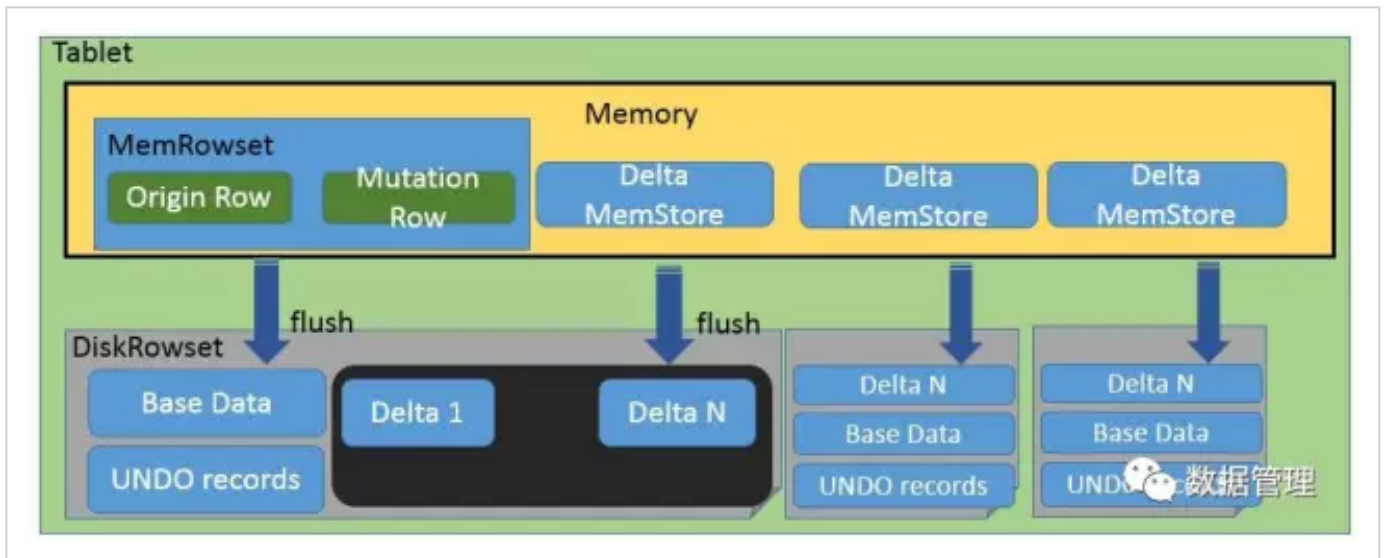 Tablet
Memory
MemRowset
Origin Row
Mutation
Row
Delta
MemStore
Delta
MemStore
Delta
MemStore
flush
flush
DiskRowset
Base Data
UNDO records
Delta 1
Delta N
Delta N
Base Data
UNDO records
Delta N
Base Data
数据管理